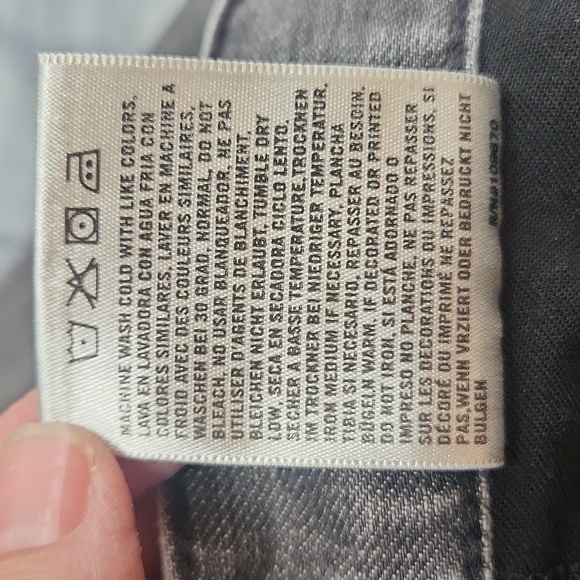 MACHINE WASH COLD WITH LIKE COLORS,
LAVA EN LAVADORA CON AGUA FRIA CON
COLORES SIMILARES, LAVER EN MACHINE A
FROID AVEC DES COULEURS SIMILAIRES,
WASCHEN BEI 30 GRAD, NORMAL, DO NOT
BLEACH, NO USAR BLANQUEADOR, NE PAS
UTILISER D'AGENTS DE BLANCHIMENT,
BLEICHEN NICHT ERLAUBT, TUMBLE DRY
LOW, SECA EN SECADORA CICLO LENTO,
SECHER A BASSE TEMPERATURE,TROCKNEN
IM TROCKNER BEI NIEDRIGER TEMPERATUR,
IRON MEDIUM IF NECESSARY, PLANCHA
TIBIA SI NECESARIO, REPASSER AU BESOIN,
BÜGELN WARM, IF DECORATED OR PRINTED
DO NOT IRON, SI ESTÁ ADORNADO O
IMPRESO NO PLANCHE, NE PAS REPASSER
SUR LES DÉCORATIONS OU IMPRESSIONS, SI
DÉCORÉ OU IMPRIMÉ NE REPASSEZ
PAS,WENN VRZIERT ODER BEDRUCKT NICHT
BULGEN
RN#109870